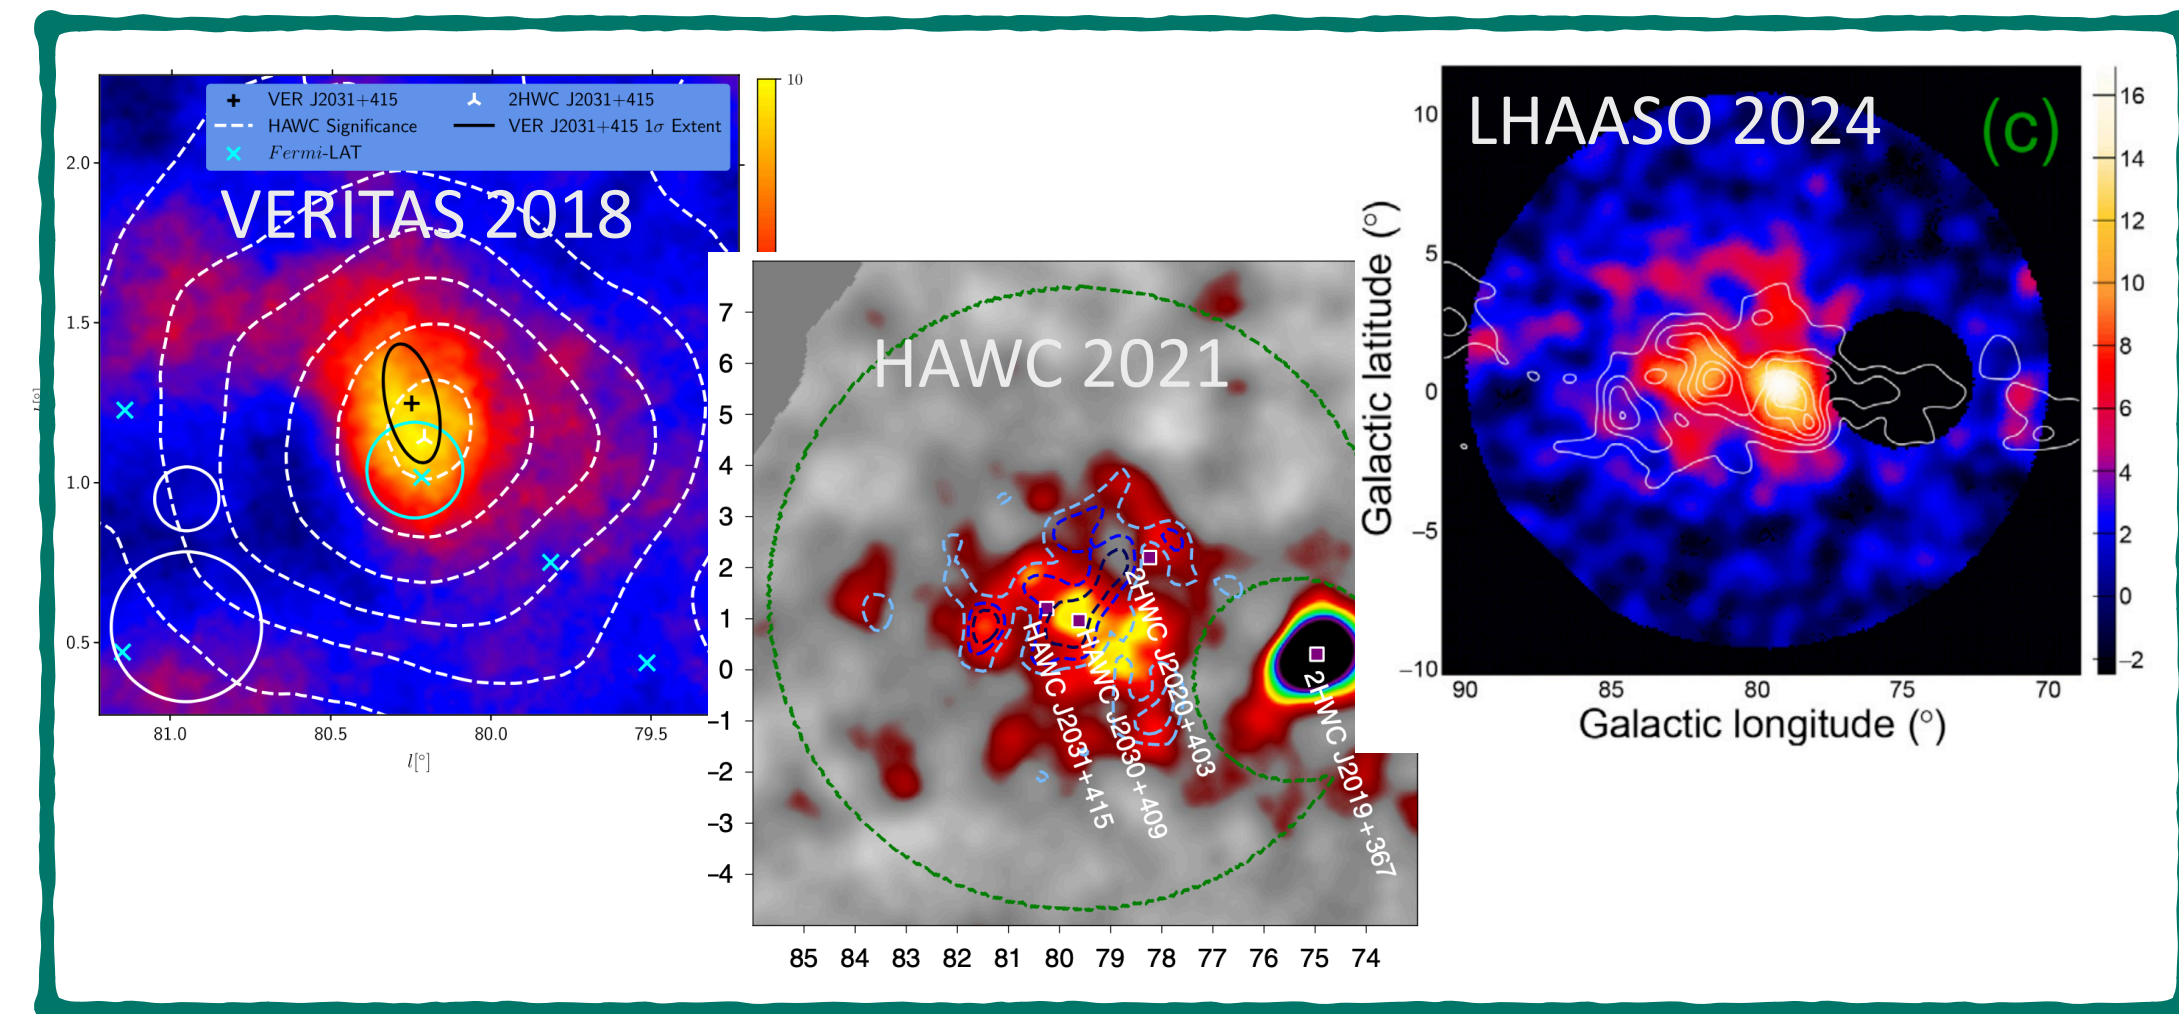 VER J2031+415
2HWC J2031+415
HAWC Significance
VER J2031+415 1σ Extent
Fermi-LAT
VERITAS 2018
10
2.0
1.5
1.0
0.5
81.0 80.5 80.0 79.5
l[°]
HAWC 2021
7
6
5
4
3
2
1
0
−1
−2
−3
−4
85 84 83 82 81 80 79 78 77 76 75 74
HAWC J2031+415
HAWC J2030+409
2HWC J2020+403
2HWC J2019+367
LHAASO 2024
(c)
Galactic latitude (°)
10
5
0
−5
−10
90 85 80 75 70
Galactic longitude (°)
16
14
12
10
8
6
4
2
0
−2